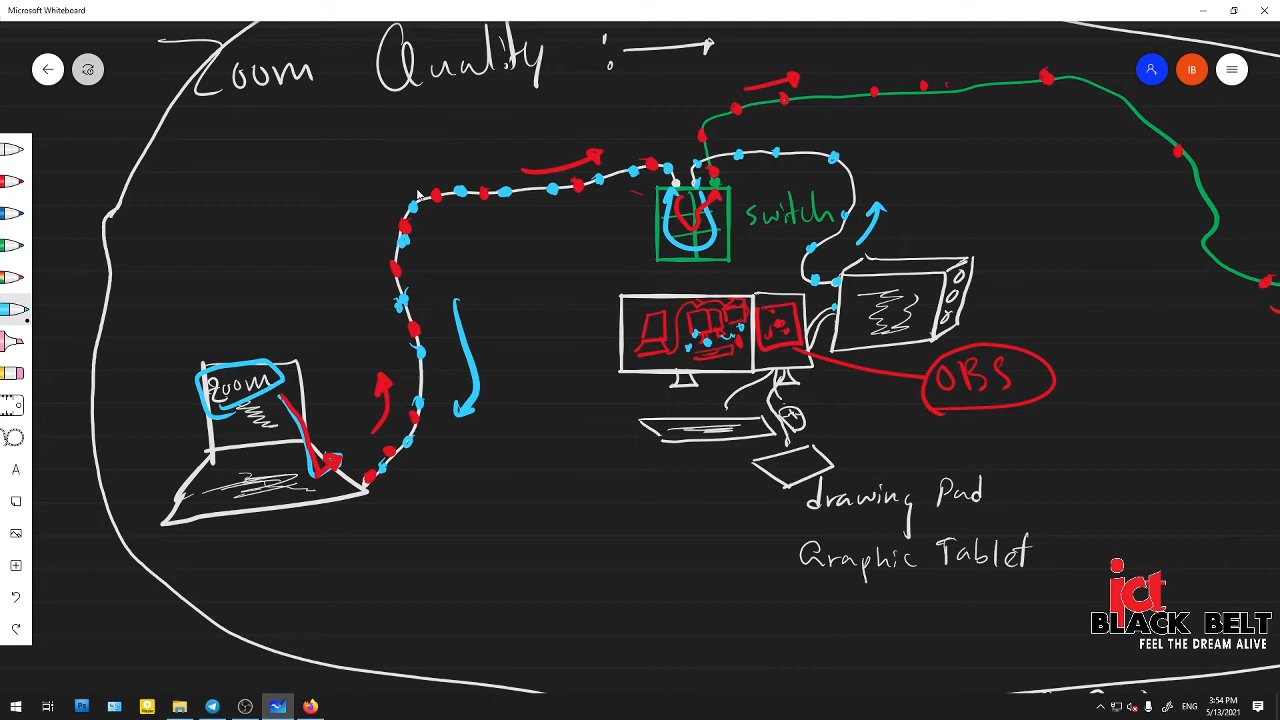 Microsoft Whiteboard
Zoom Quality :
IB
switch
zoom
OBS
drawing Pad
Graphic Tablet
ict
BLACK BELT
FEEL THE DREAM ALIVE
A
ENG
3:54 PM
5/13/2021